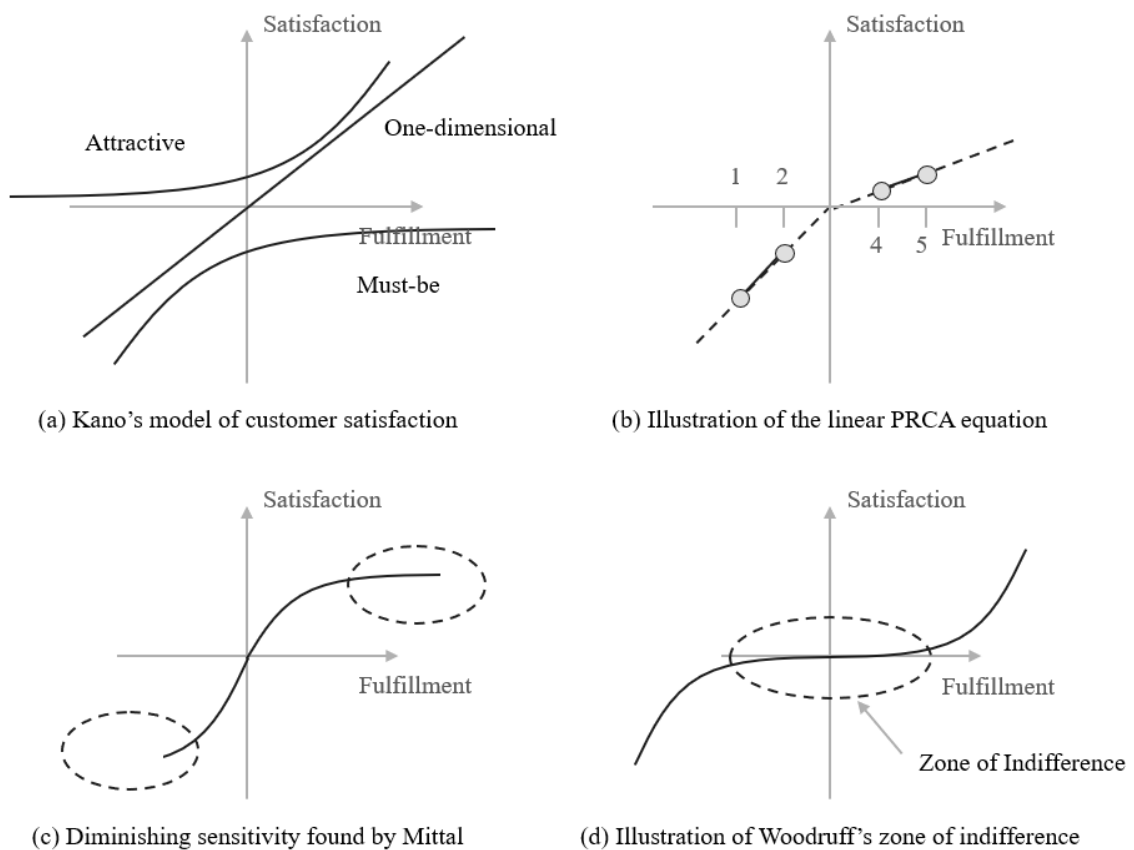 Satisfaction
Attractive
One-dimensional
Fulfillment
Must-be
(a) Kano’s model of customer satisfaction
Satisfaction
1 2
4 5 Fulfillment
(b) Illustration of the linear PRCA equation
Satisfaction
Fulfillment
(c) Diminishing sensitivity found by Mittal
Satisfaction
Fulfillment
Zone of Indifference
(d) Illustration of Woodruff’s zone of indifference